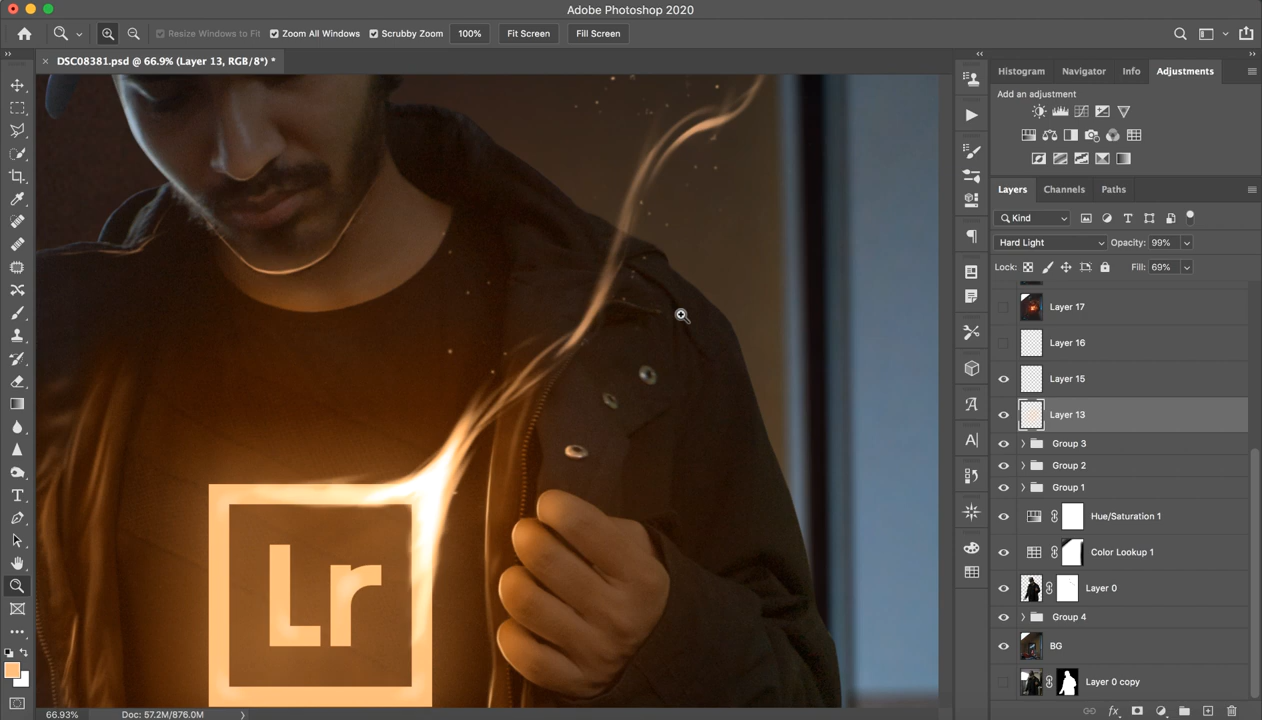 Adobe Photoshop 2020
Resize Windows to Fit Zoom All Windows Scrubby Zoom 100% Fit Screen Fill Screen
DSC08381.psd @ 66.9% (Layer 13, RGB/8*) *
Histogram Navigator Info Adjustments
Add an adjustment
Layers Channels Paths
Kind
Hard Light Opacity: 99%
Lock: Fill: 69%
Layer 17
Layer 16
Layer 15
Layer 13
Group 3
Group 2
Group 1
Hue/Saturation 1
Color Lookup 1
Layer 0
Group 4
BG
Layer 0 copy
Lr
66.93% Doc: 57.2M/876.0M